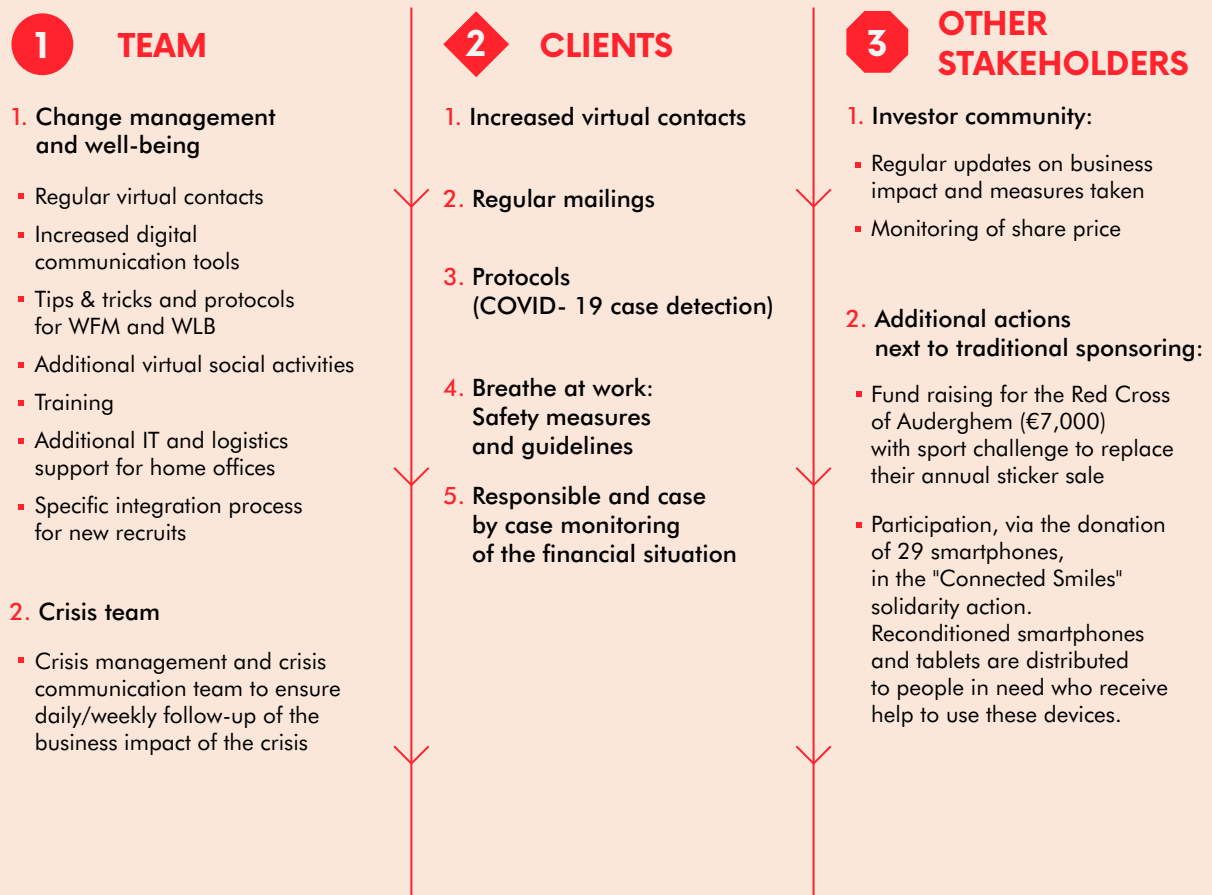 1 TEAM
1. Change management
and well-being
▪ Regular virtual contacts
▪ Increased digital
communication tools
▪ Tips & tricks and protocols
for WFM and WLB
▪ Additional virtual social activities
▪ Training
▪ Additional IT and logistics
support for home offices
▪ Specific integration process
for new recruits
2. Crisis team
▪ Crisis management and crisis
communication team to ensure
daily/weekly follow-up of the
business impact of the crisis
2 CLIENTS
1. Increased virtual contacts
2. Regular mailings
3. Protocols
(COVID- 19 case detection)
4. Breathe at work:
Safety measures
and guidelines
5. Responsible and case
by case monitoring
of the financial situation
3 OTHER
STAKEHOLDERS
1. Investor community:
▪ Regular updates on business
impact and measures taken
▪ Monitoring of share price
2. Additional actions
next to traditional sponsoring:
▪ Fund raising for the Red Cross
of Auderghem (€7,000)
with sport challenge to replace
their annual sticker sale
▪ Participation, via the donation
of 29 smartphones,
in the "Connected Smiles"
solidarity action.
Reconditioned smartphones
and tablets are distributed
to people in need who receive
help to use these devices.